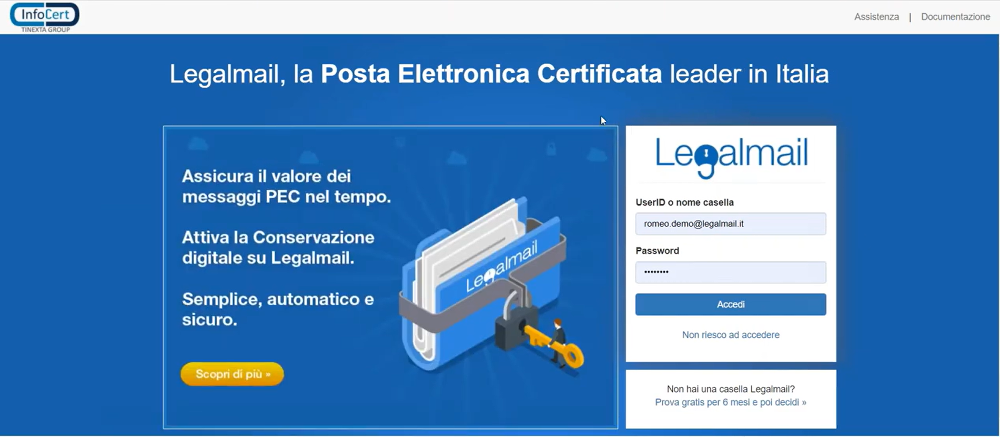 InfoCert
TINEXTA GROUP
Assistenza | Documentazione
Legalmail, la Posta Elettronica Certificata leader in Italia
Assicura il valore dei
messaggi PEC nel tempo.
Attiva la Conservazione
digitale su Legalmail.
Semplice, automatico e
sicuro.
Scopri di più »
Legalmail
Legalmail
UserID o nome casella
romeo.demo@legalmail.it
Password
••••••••
Accedi
Non riesco ad accedere
Non hai una casella Legalmail?
Prova gratis per 6 mesi e poi decidi »